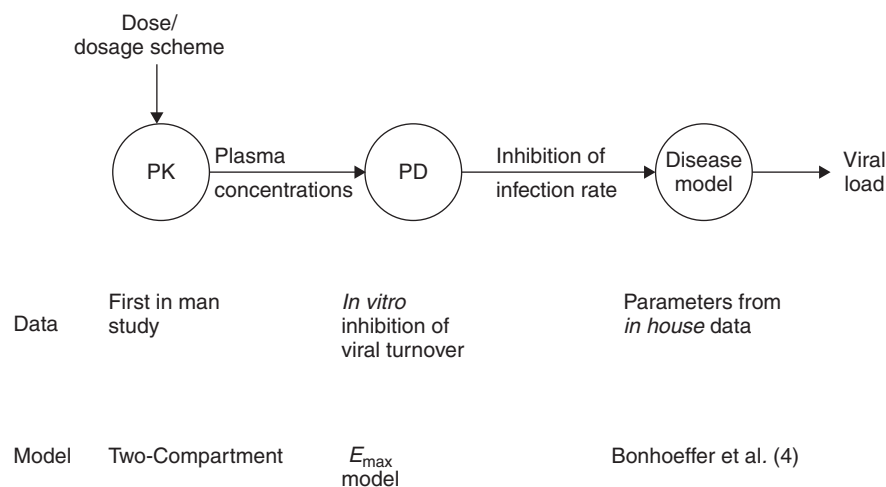 Dose/
dosage scheme
PK
Plasma
concentrations
PD
Inhibition of
infection rate
Disease
model
Viral
load
Data
First in man
study
In vitro
inhibition of
viral turnover
Parameters from
in house data
Model
Two-Compartment
Emax
model
Bonhoeffer et al. (4)